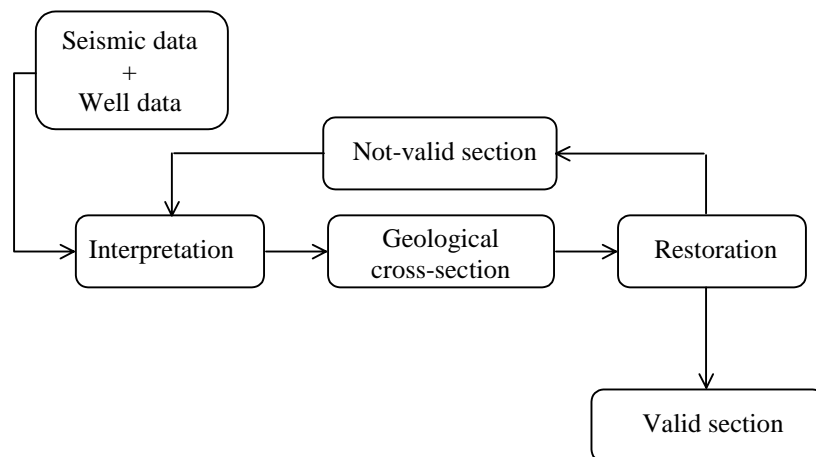 Seismic data
+
Well data
Not-valid section
Interpretation
Geological
cross-section
Restoration
Valid section